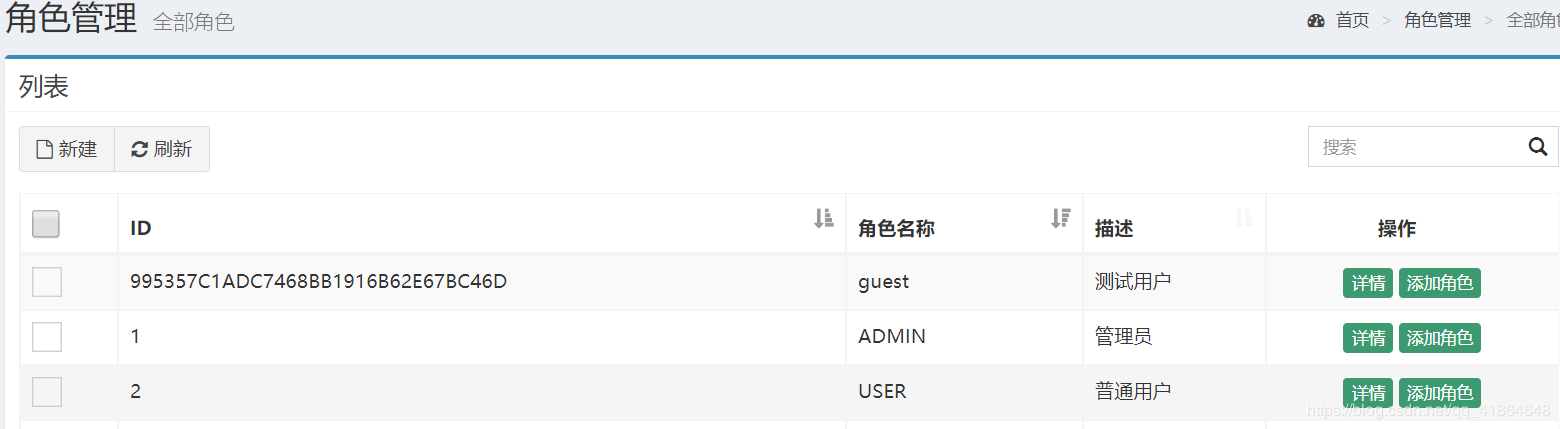 角色管理 全部角色 首页 > 角色管理 > 全部角
列表
新建 刷新 搜索
ID 角色名称 描述 操作
995357C1ADC7468BB1916B62E67BC46D guest 测试用户 详情 添加角色
1 ADMIN 管理员 详情 添加角色
2 USER 普通用户 详情 添加角色
https://blog.csdn.net/qq_41864648